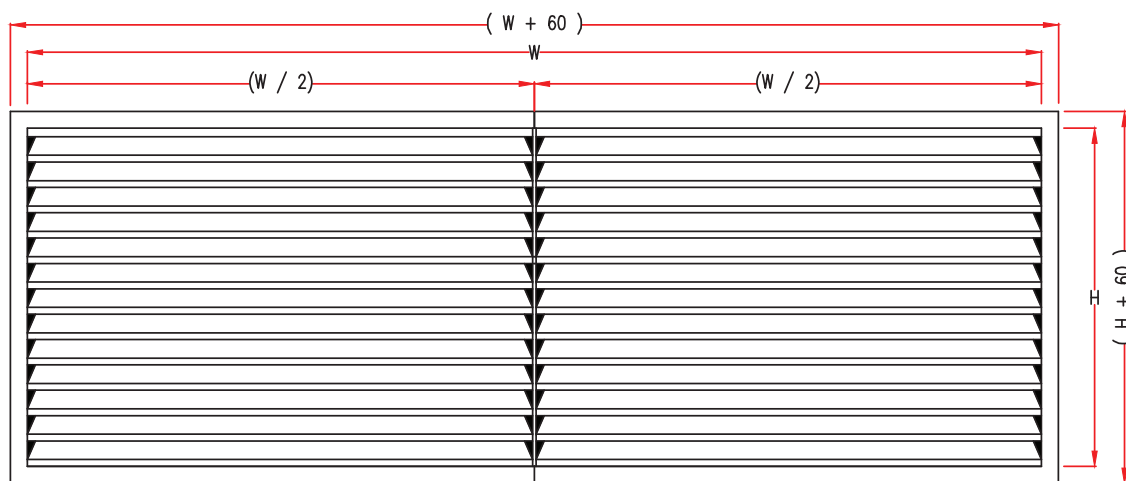 ( W + 60 )
W
(W / 2)
(W / 2)
H
( H + 60 )